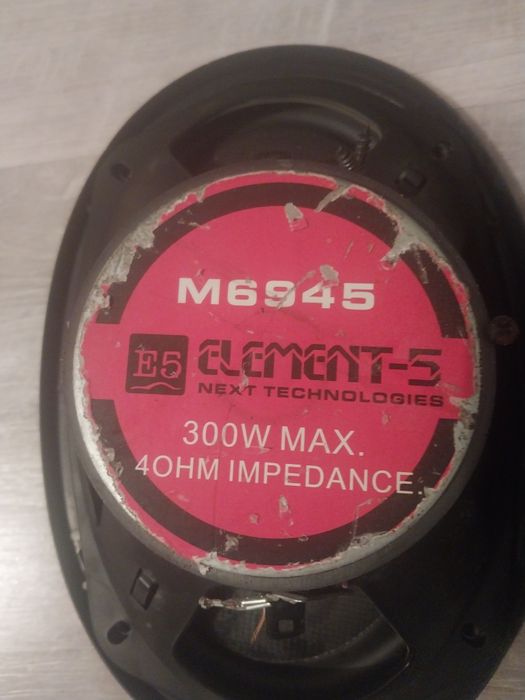 M6945
E5 ELEMENT-5
NEXT TECHNOLOGIES
300W MAX.
4OHM IMPEDANCE.